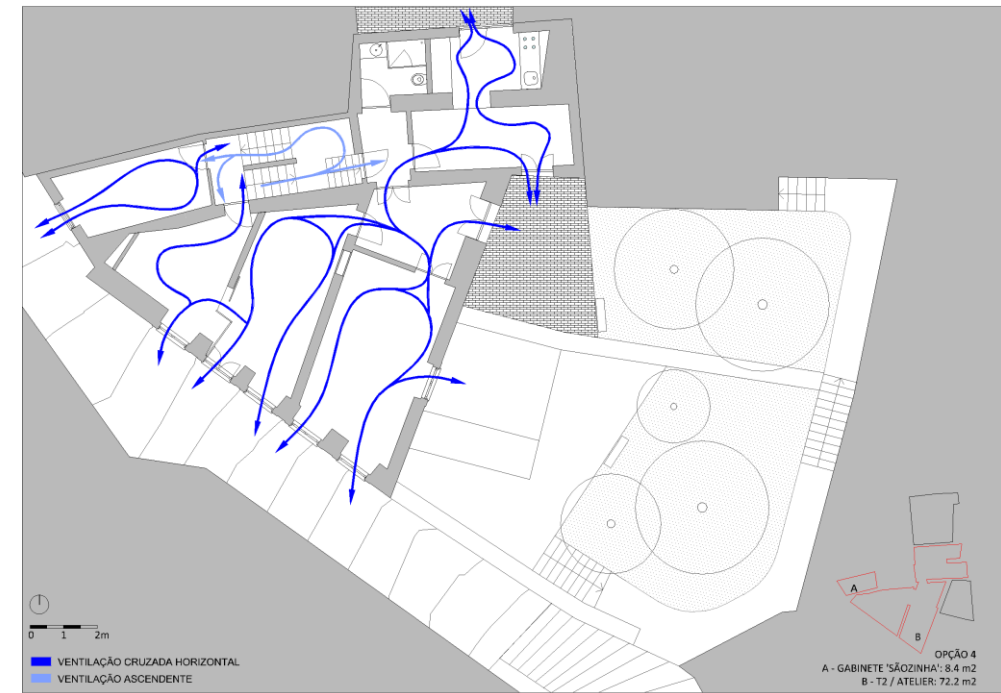 A
B
0 1 2m
VENTILAÇÃO CRUZADA HORIZONTAL
VENTILAÇÃO ASCENDENTE
OPÇÃO 4
A - GABINETE 'SÃOZINHA': 8.4 m2
B - T2 / ATELIER: 72.2 m2